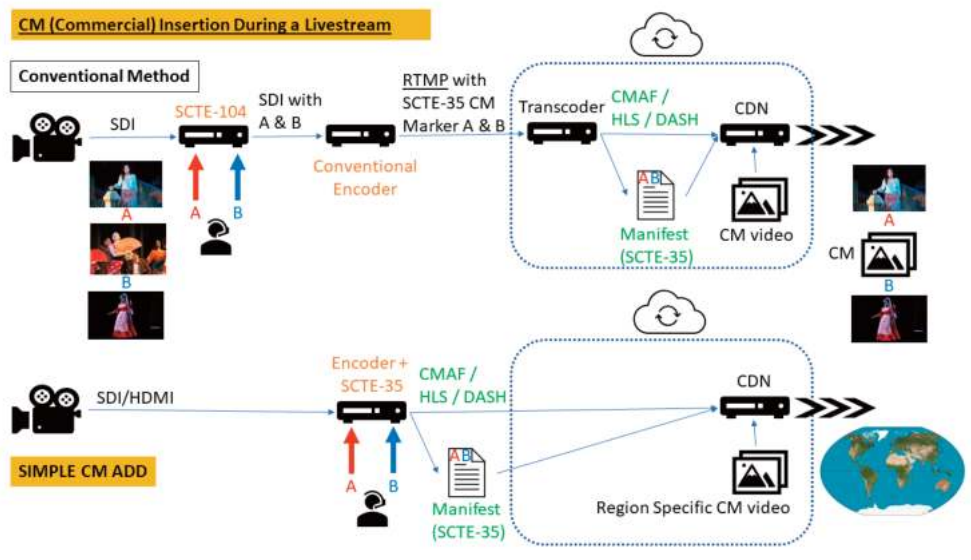 CM (Commercial) Insertion During a Livestream
Conventional Method
SDI
SCTE-104
SDI with
A & B
RTMP with
SCTE-35 CM
Marker A & B
Conventional
Encoder
Transcoder
CMAF /
HLS / DASH
CDN
A
B
A
B
AB
Manifest
(SCTE-35)
CM video
A
CM
B
Encoder +
SCTE-35
CMAF /
HLS / DASH
SDI/HDMI
CDN
SIMPLE CM ADD
A
B
AB
Manifest
(SCTE-35)
Region Specific CM video